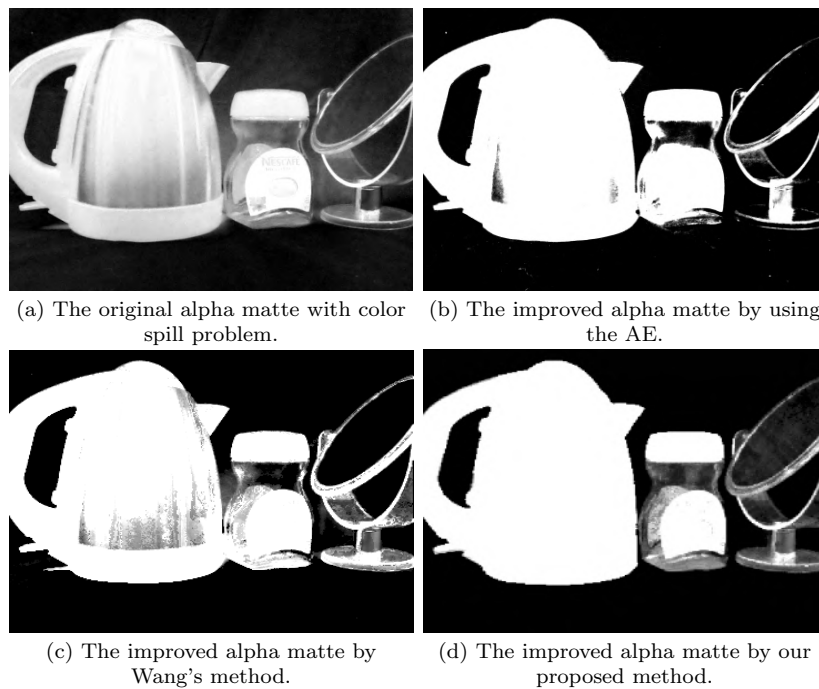 NESCAFE
(a) The original alpha matte with color
spill problem.
(b) The improved alpha matte by using
the AE.
(c) The improved alpha matte by
Wang's method.
(d) The improved alpha matte by our
proposed method.